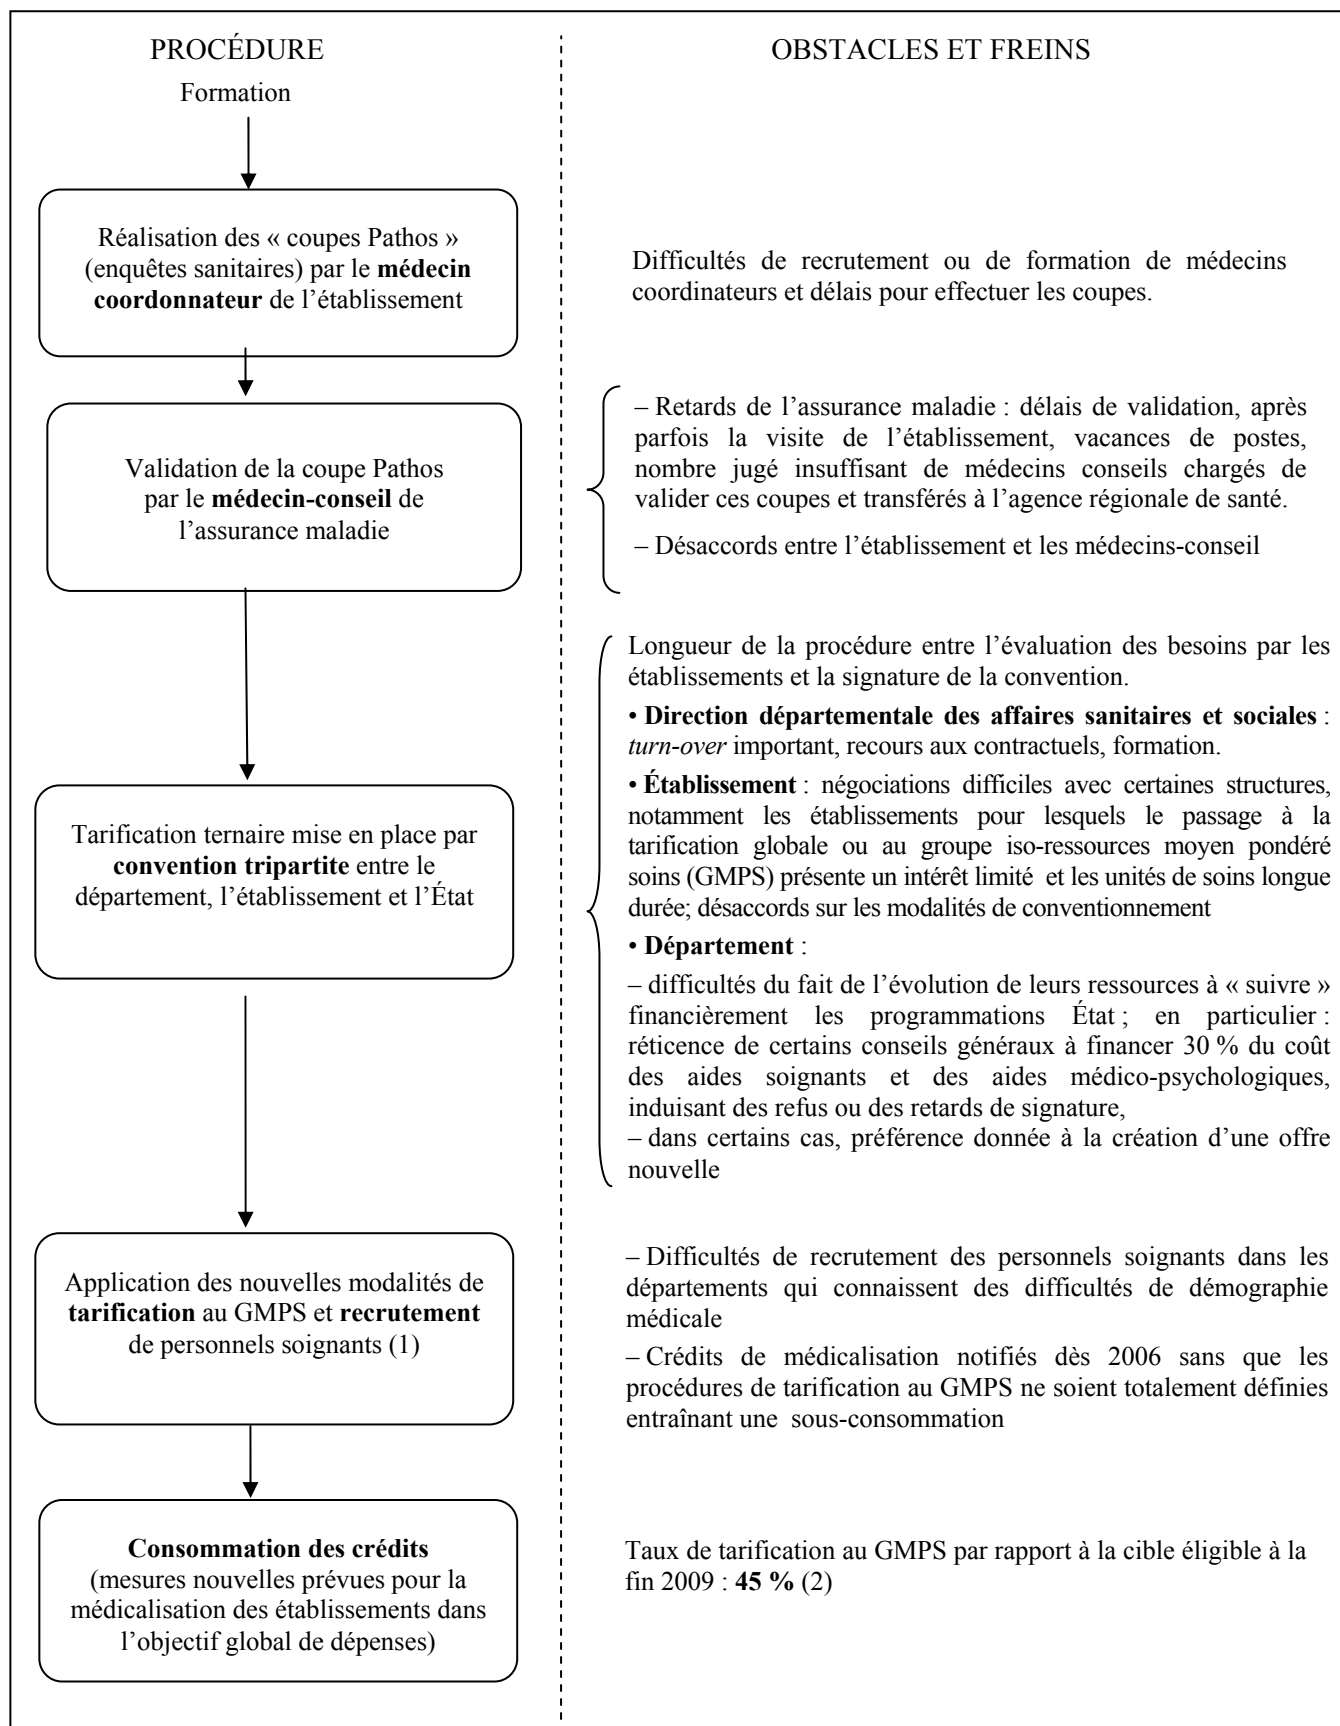 PROCÉDURE
OBSTACLES ET FREINS
Formation
Réalisation des « coupes Pathos »
(enquêtes sanitaires) par le médecin
coordonnateur de l’établissement
Difficultés de recrutement ou de formation de médecins
coordinateurs et délais pour effectuer les coupes.
Validation de la coupe Pathos
par le médecin-conseil de
l’assurance maladie
– Retards de l’assurance maladie : délais de validation, après
parfois la visite de l’établissement, vacances de postes,
nombre jugé insuffisant de médecins conseils chargés de
valider ces coupes et transférés à l’agence régionale de santé.
– Désaccords entre l’établissement et les médecins-conseil
Tarification ternaire mise en place par
convention tripartite entre le
département, l’établissement et l’État
Longueur de la procédure entre l’évaluation des besoins par les
établissements et la signature de la convention.
• Direction départementale des affaires sanitaires et sociales :
turn-over important, recours aux contractuels, formation.
• Établissement : négociations difficiles avec certaines structures,
notamment les établissements pour lesquels le passage à la
tarification globale ou au groupe iso-ressources moyen pondéré
soins (GMPS) présente un intérêt limité et les unités de soins longue
durée; désaccords sur les modalités de conventionnement
• Département :
– difficultés du fait de l’évolution de leurs ressources à « suivre »
financièrement les programmations État ; en particulier :
réticence de certains conseils généraux à financer 30 % du coût
des aides soignants et des aides médico-psychologiques,
induisant des refus ou des retards de signature,
– dans certains cas, préférence donnée à la création d’une offre
nouvelle
Application des nouvelles modalités de
tarification au GMPS et recrutement
de personnels soignants (1)
– Difficultés de recrutement des personnels soignants dans les
départements qui connaissent des difficultés de démographie
médicale
– Crédits de médicalisation notifiés dès 2006 sans que les
procédures de tarification au GMPS ne soient totalement définies
entraînant une sous-consommation
Consommation des crédits
(mesures nouvelles prévues pour la
médicalisation des établissements dans
l’objectif global de dépenses)
Taux de tarification au GMPS par rapport à la cible éligible à la
fin 2009 : 45 % (2)